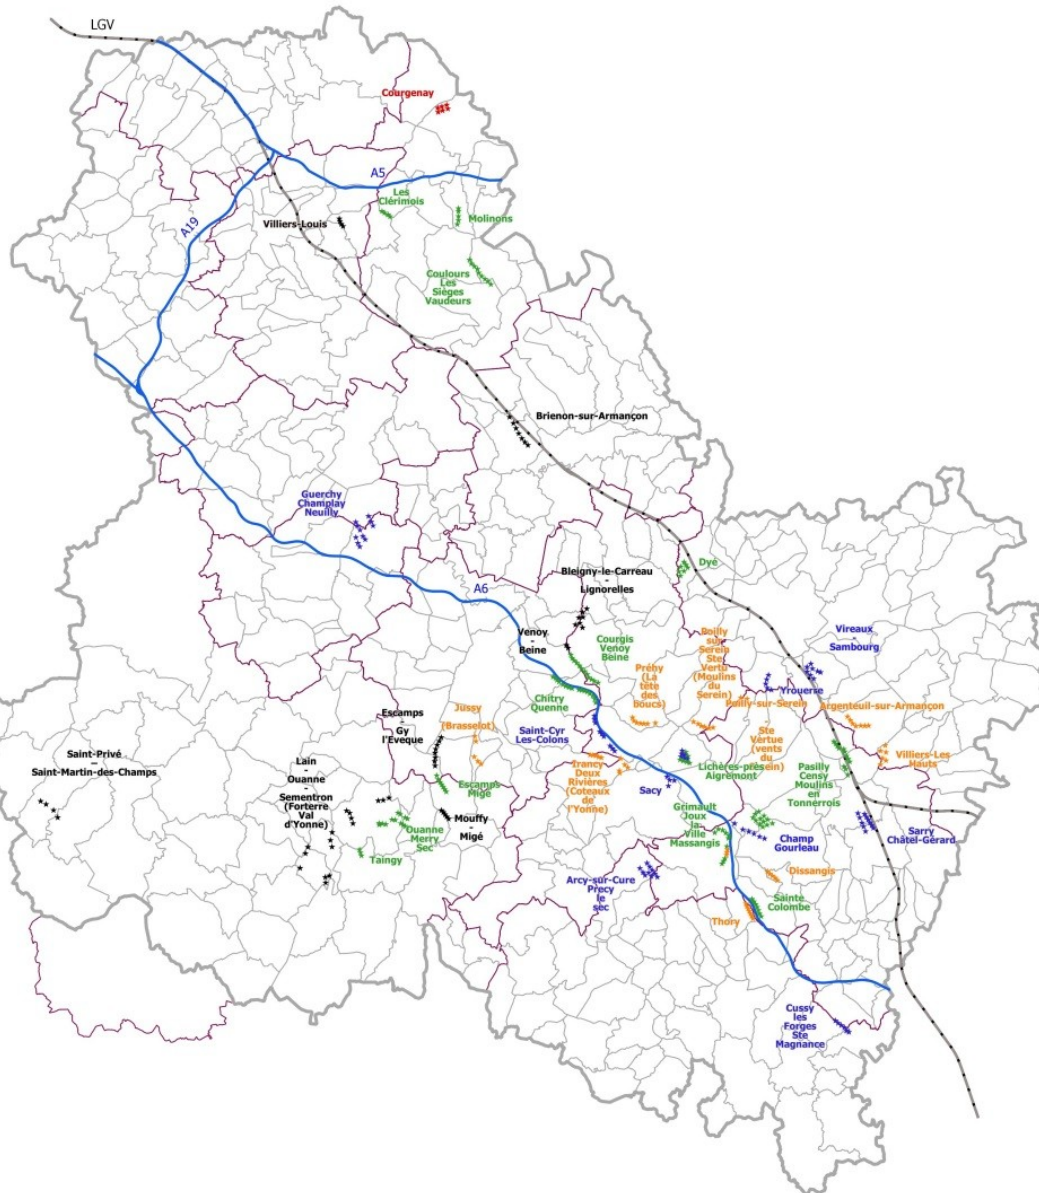 LGV
Courgenay
A5
Les
Clérimois
A19
Villiers-Louis
Molinons
Coulours
Les
Sièges
Vaudeurs
Brienon-sur-Armançon
Guerchy
Champlay
Neuilly
Dyé
Bleigny-le-Carreau
-
Lignorelles
A6
Venoy
-
Beine
Courgis
Venoy
Beine
Poilly
sur
Serein
Ste
Vertu
(Moulins
du
Serein)
Vireaux
-
Sambourg
Préhy
(La
tête
des
boucs)
Yrouerse
Chitry
Quenne
Poilly-sur-Serein
-
Ste
Vertue
(vents
du
Serein)
Argenteuil-sur-Armançon
Jussy
(Brasselot)
Escamps
-
Gy
l'Eveque
Saint-Cyr
Les-Colons
Villiers-Les
Hauts
Saint-Privé
-
Saint-Martin-des-Champs
Lain
-
Ouanne
-
Sementron
(Forterre
Val
d'Yonne)
Irancy
Deux
Rivières
(Coteaux
de
l'Yonne)
Lichères-près
Aigremont
Pasilly
Censy
Moulins
en
Tonnerrois
Escamps
Migé
Sacy
Grimault
Joux
la
Ville
Massangis
Mouffy
-
Migé
Ouanne
Merry
Sec
Taingy
Champ
Gourleau
Sarry
Châtel-Gérard
Arcy-sur-Cure
Precy
le
sec
Dissangis
Sainte
Colombe
Thory
Cussy
les
Forges
Ste
Magnance